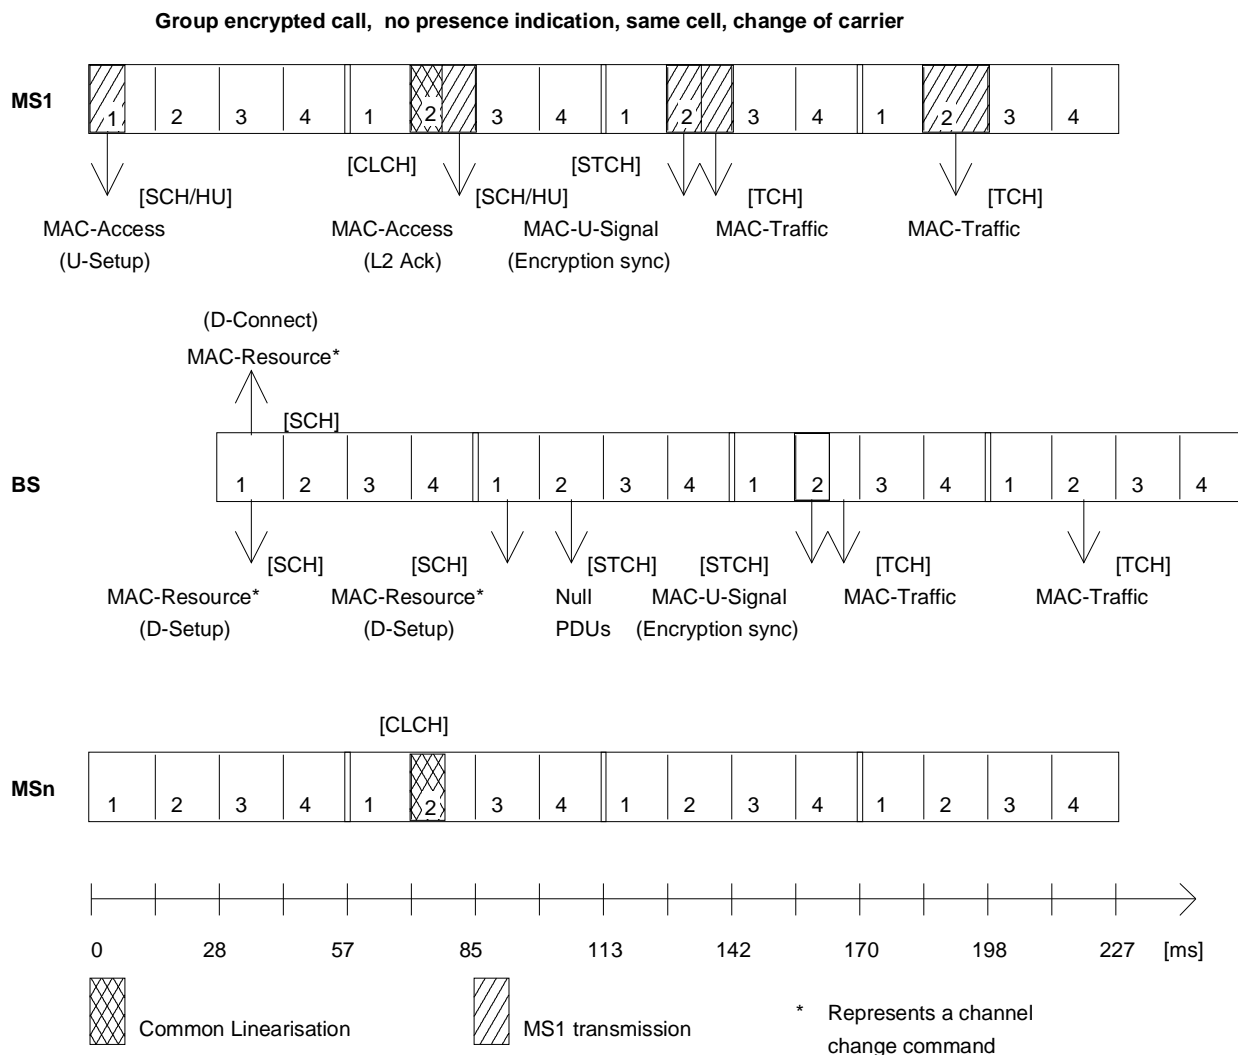 Group encrypted call, no presence indication, same cell, change of carrier
MS1
1 2 3 4 1 2 3 4 1 2 3 4 1 2 3 4
[CLCH] [STCH]
[SCH/HU] [SCH/HU] [TCH] [TCH]
MAC-Access MAC-Access MAC-U-Signal MAC-Traffic MAC-Traffic
(U-Setup) (L2 Ack) (Encryption sync)
(D-Connect)
MAC-Resource*
[SCH]
BS
1 2 3 4 1 2 3 4 1 2 3 4 1 2 3 4
[SCH] [SCH] [STCH] [STCH] [TCH] [TCH]
MAC-Resource* MAC-Resource* Null MAC-U-Signal MAC-Traffic MAC-Traffic
(D-Setup) (D-Setup) PDUs (Encryption sync)
[CLCH]
MSn
1 2 3 4 1 2 3 4 1 2 3 4 1 2 3 4
0 28 57 85 113 142 170 198 227 [ms]
Common Linearisation MS1 transmission * Represents a channel
change command